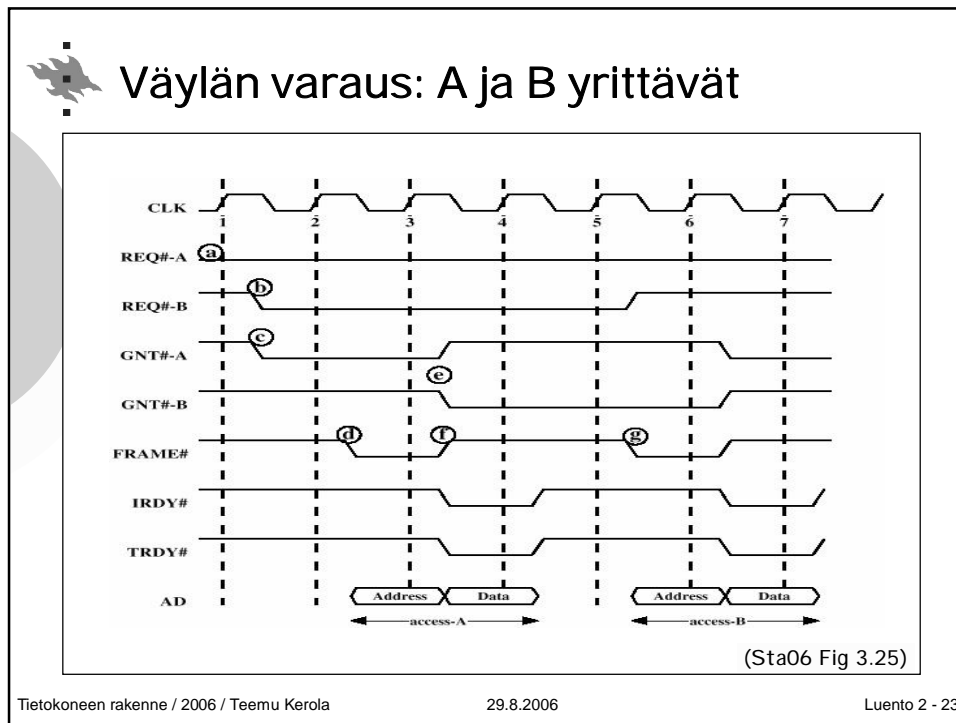 Väylän varaus: A ja B yrittävät
CLK
1 2 3 4 5 6 7
REQ#-A a
REQ#-B b
GNT#-A c
e
GNT#-B
FRAME# d f g
IRDY#
TRDY#
AD Address Data Address Data
access-A access-B
(Sta06 Fig 3.25)
Tietokoneen rakenne / 2006 / Teemu Kerola 29.8.2006 Luento 2 - 23